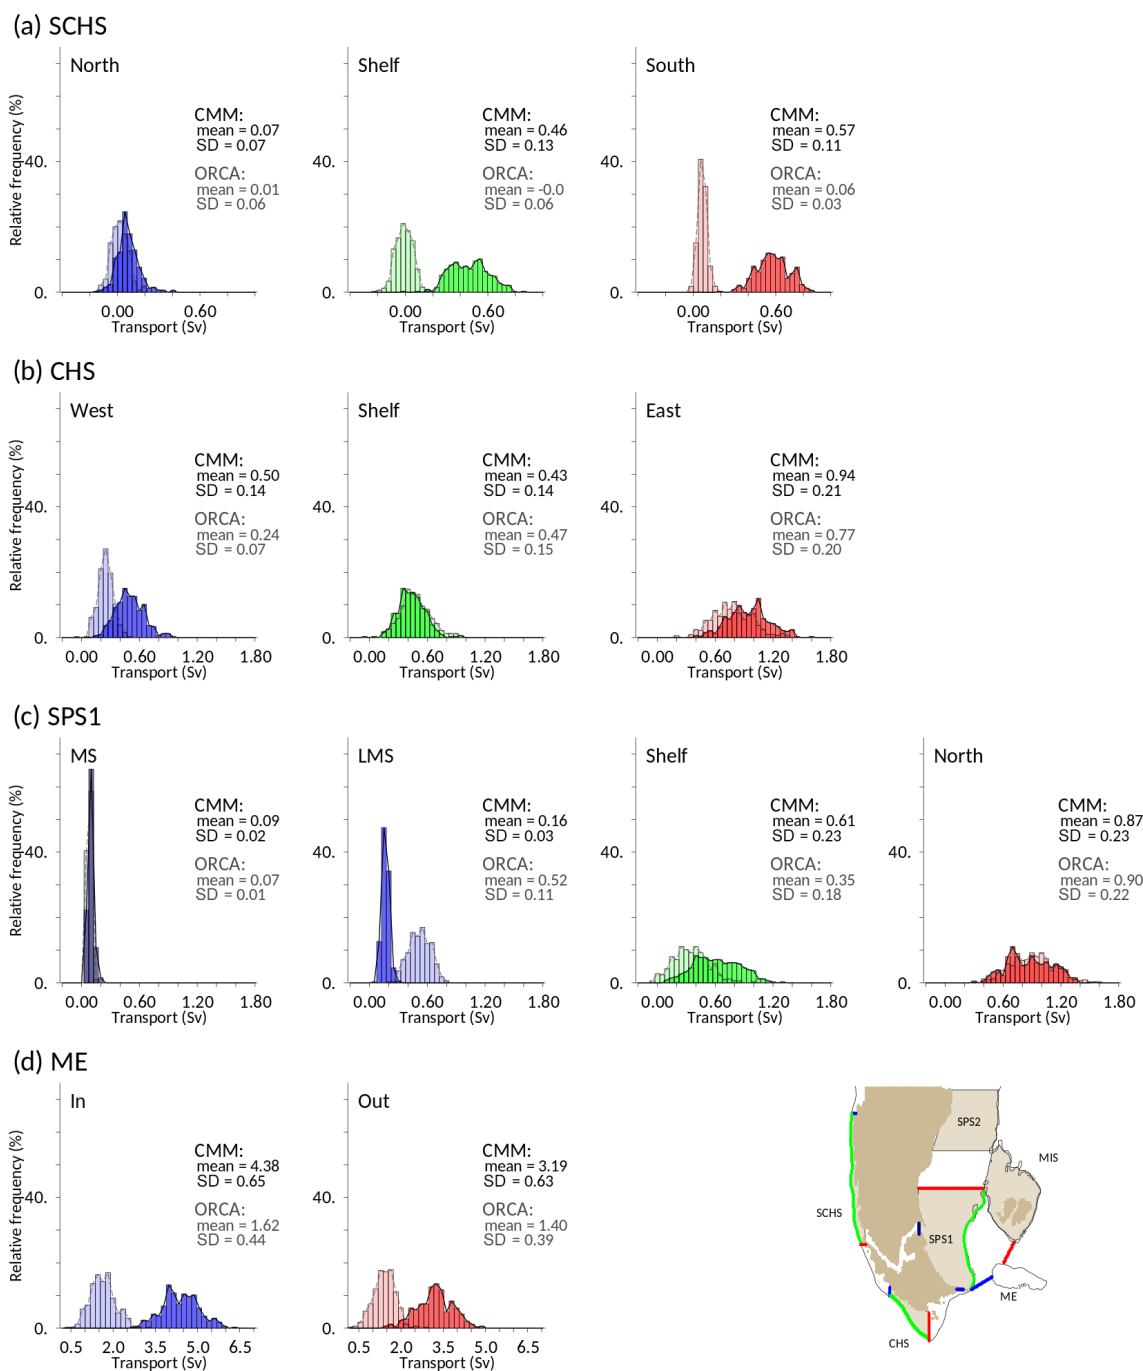 (a) SCHS
North
Shelf
South
Relative frequency (%)
CMM:
mean = 0.07
SD = 0.07
ORCA:
mean = 0.01
SD = 0.06
CMM:
mean = 0.46
SD = 0.13
ORCA:
mean = -0.0
SD = 0.06
CMM:
mean = 0.57
SD = 0.11
ORCA:
mean = 0.06
SD = 0.03
40.
40.
40.
0.
0.
0.
0.00 0.60
0.00 0.60
0.00 0.60
Transport (Sv)
Transport (Sv)
Transport (Sv)
(b) CHS
West
Shelf
East
Relative frequency (%)
CMM:
mean = 0.50
SD = 0.14
ORCA:
mean = 0.24
SD = 0.07
CMM:
mean = 0.43
SD = 0.14
ORCA:
mean = 0.47
SD = 0.15
CMM:
mean = 0.94
SD = 0.21
ORCA:
mean = 0.77
SD = 0.20
40.
40.
40.
0.
0.
0.
0.00 0.60 1.20 1.80
0.00 0.60 1.20 1.80
0.00 0.60 1.20 1.80
Transport (Sv)
Transport (Sv)
Transport (Sv)
(c) SPS1
MS
LMS
Shelf
North
Relative frequency (%)
CMM:
mean = 0.09
SD = 0.02
ORCA:
mean = 0.07
SD = 0.01
CMM:
mean = 0.16
SD = 0.03
ORCA:
mean = 0.52
SD = 0.11
CMM:
mean = 0.61
SD = 0.23
ORCA:
mean = 0.35
SD = 0.18
CMM:
mean = 0.87
SD = 0.23
ORCA:
mean = 0.90
SD = 0.22
40.
40.
40.
40.
0.
0.
0.
0.
0.00 0.60 1.20 1.80
0.00 0.60 1.20 1.80
0.00 0.60 1.20 1.80
0.00 0.60 1.20 1.80
Transport (Sv)
Transport (Sv)
Transport (Sv)
Transport (Sv)
(d) ME
In
Out
Relative frequency (%)
CMM:
mean = 4.38
SD = 0.65
ORCA:
mean = 1.62
SD = 0.44
CMM:
mean = 3.19
SD = 0.63
ORCA:
mean = 1.40
SD = 0.39
40.
40.
0.
0.
0.5 2.0 3.5 5.0 6.5
0.5 2.0 3.5 5.0 6.5
Transport (Sv)
Transport (Sv)
SPS2
MIS
SCHS
SPS1
ME
CHS